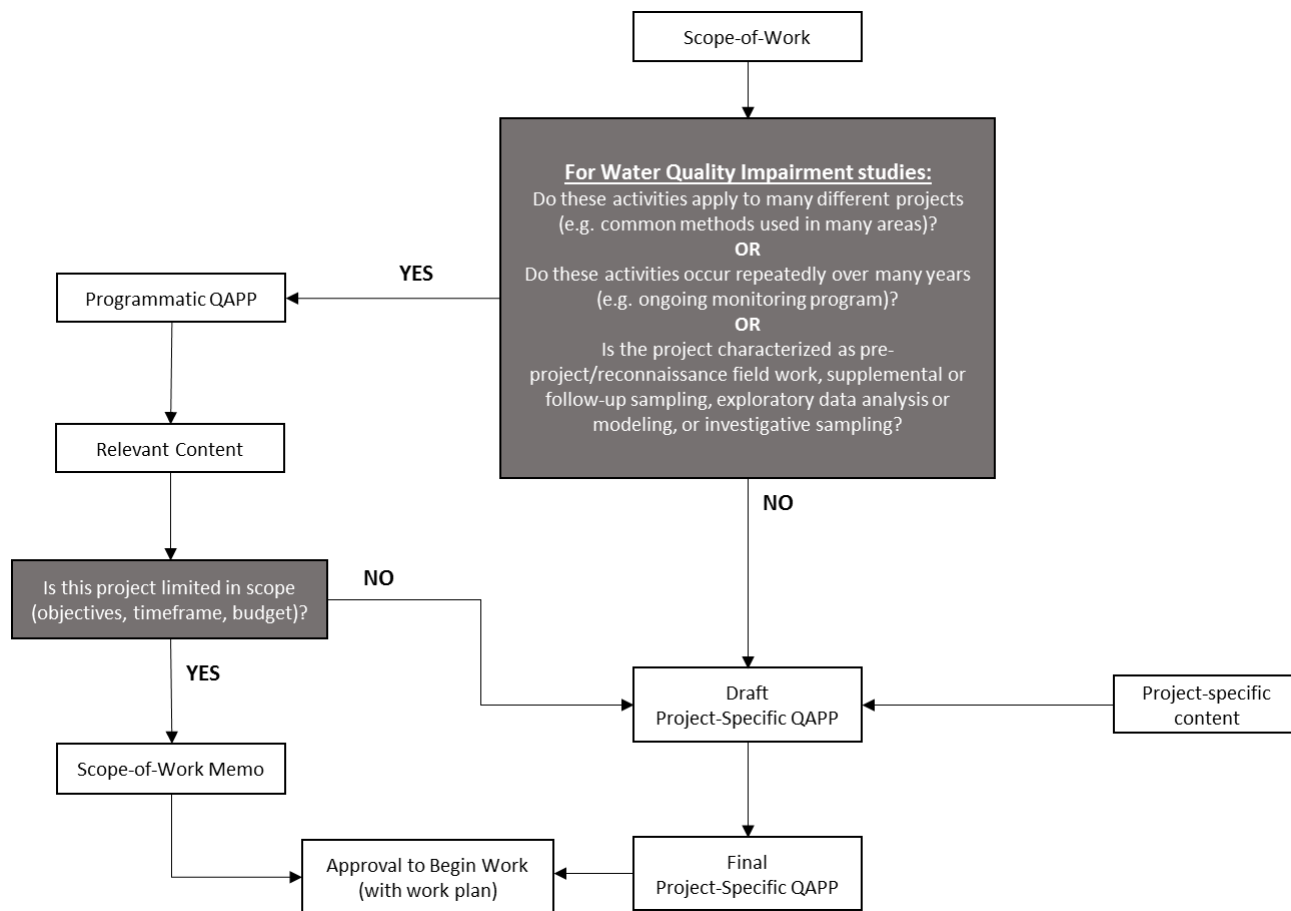 Scope-of-Work
For Water Quality Impairment studies:
Do these activities apply to many different projects
(e.g. common methods used in many areas)?
OR
Do these activities occur repeatedly over many years
(e.g. ongoing monitoring program)?
OR
Is the project characterized as pre-
project/reconnaissance field work, supplemental or
follow-up sampling, exploratory data analysis or
modeling, or investigative sampling?
YES
Programmatic QAPP
Relevant Content
NO
Is this project limited in scope
(objectives, timeframe, budget)?
NO
YES
Draft
Project-Specific QAPP
Project-specific
content
Scope-of-Work Memo
Approval to Begin Work
(with work plan)
Final
Project-Specific QAPP